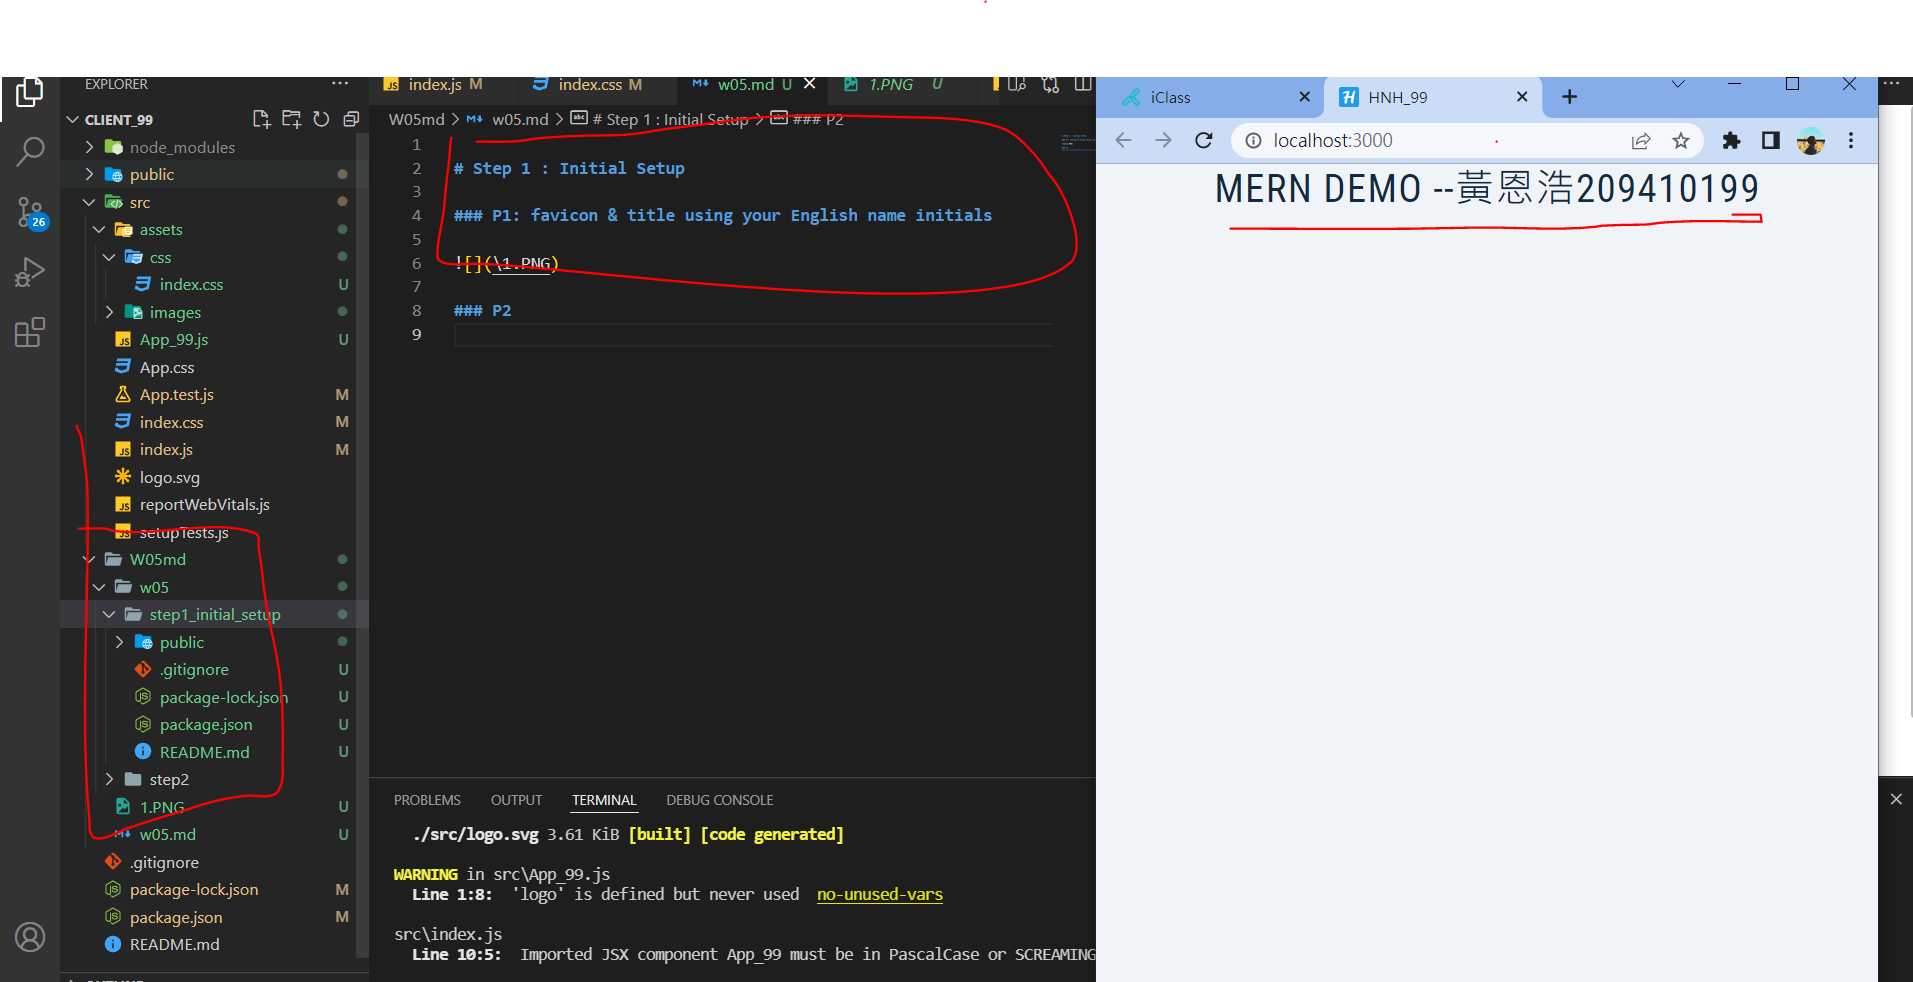 EXPLORER
CLIENT_99
node_modules
public
src
assets
css
index.css U
images
App_99.js U
App.css
App.test.js M
index.css M
index.js M
logo.svg
reportWebVitals.js
setupTests.js
W05md
w05
step1_initial_setup
public
.gitignore U
package-lock.json U
package.json U
README.md U
step2
1.PNG U
w05.md U
.gitignore
package-lock.json M
package.json M
README.md
26
index.js M index.css M w05.md U 1.PNG U
W05md > w05.md > # Step 1 : Initial Setup > ### P2
1
2 # Step 1 : Initial Setup
3
4 ### P1: favicon & title using your English name initials
5
6 ![](\1.PNG)
7
8 ### P2
9
PROBLEMS OUTPUT TERMINAL DEBUG CONSOLE
./src/logo.svg 3.61 KiB [built] [code generated]
WARNING in src\App_99.js
Line 1:8: 'logo' is defined but never used no-unused-vars
src\index.js
Line 10:5: Imported JSX component App_99 must be in PascalCase or SCREAMING
iClass HNH_99
localhost:3000
MERN DEMO --黃恩浩209410199